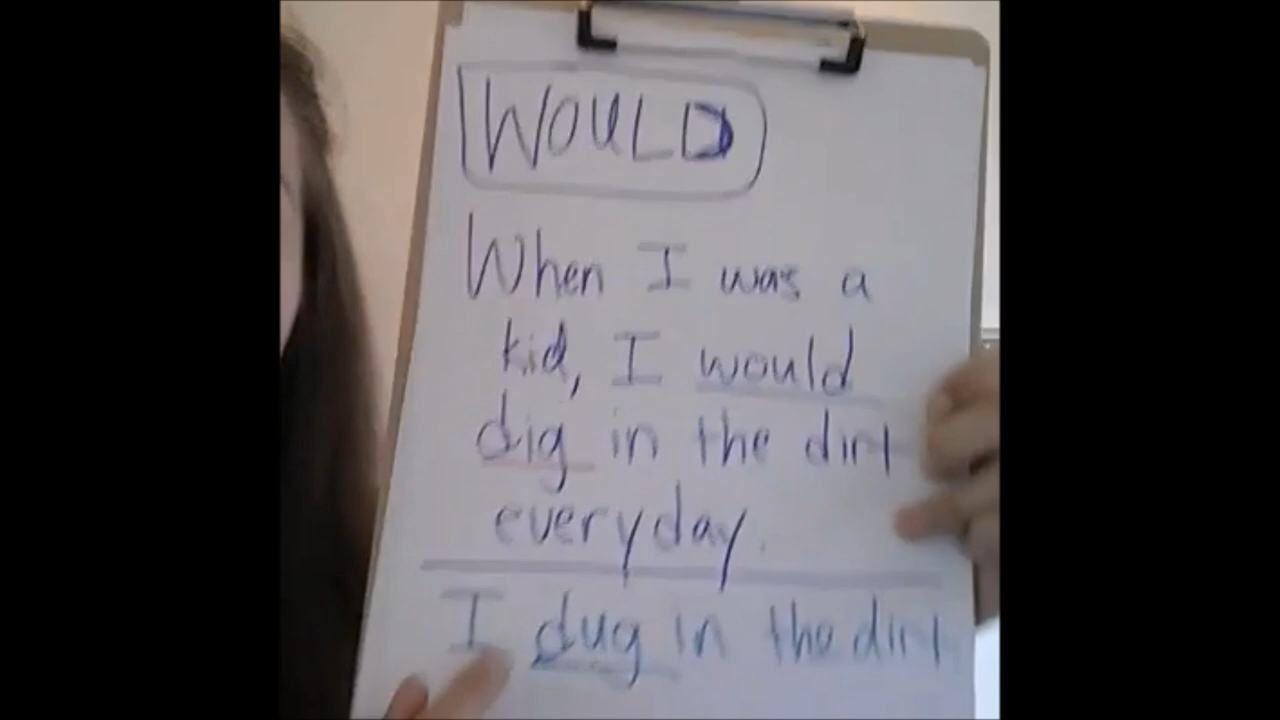 WOULD
When I was a
kid, I would
dig in the dirt
everyday.
I dug in the dirt